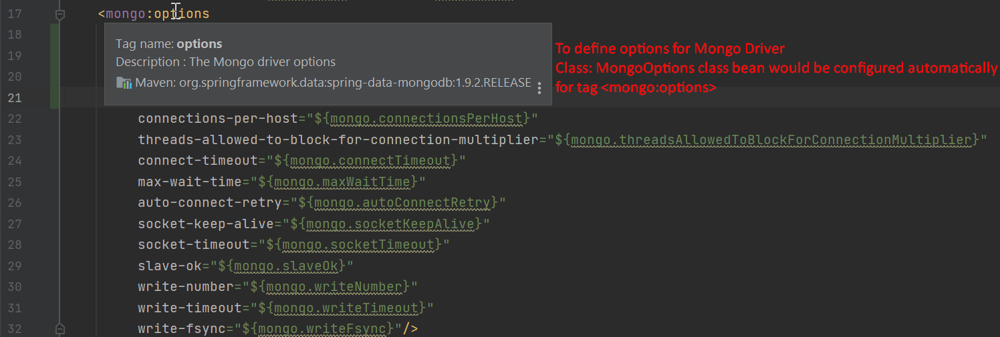 17 <mongo:options
18
Tag name: options
19
Description : The Mongo driver options
20
Maven: org.springframework.data:spring-data-mongodb:1.9.2.RELEASE
21
To define options for Mongo Driver
Class: MongoOptions class bean would be configured automatically
for tag <mongo:options>
22 connections-per-host="${mongo.connectionsPerHost}"
23 threads-allowed-to-block-for-connection-multiplier="${mongo.threadsAllowedToBlockForConnectionMultiplier}"
24 connect-timeout="${mongo.connectTimeout}"
25 max-wait-time="${mongo.maxWaitTime}"
26 auto-connect-retry="${mongo.autoConnectRetry}"
27 socket-keep-alive="${mongo.socketKeepAlive}"
28 socket-timeout="${mongo.socketTimeout}"
29 slave-ok="${mongo.slaveOk}"
30 write-number="${mongo.writeNumber}"
31 write-timeout="${mongo.writeTimeout}"
32 write-fsync="${mongo.writeFsync}"/>